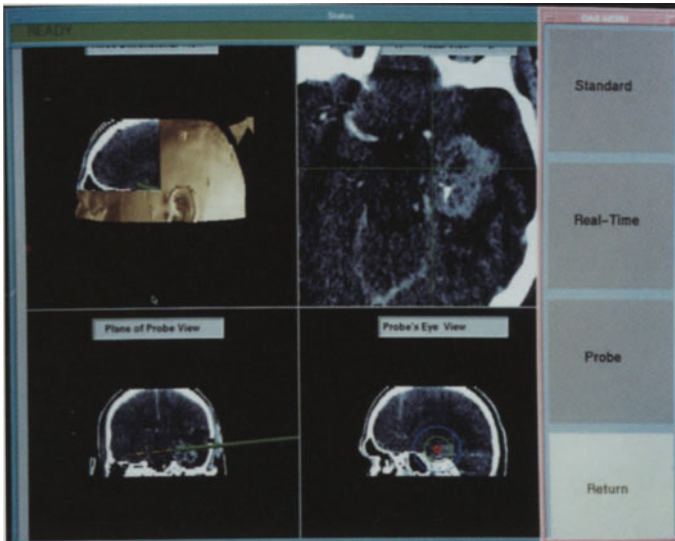 Status
READY
Standard
Real-Time
Plane of Probe View
Probe's Eye View
Probe
Return